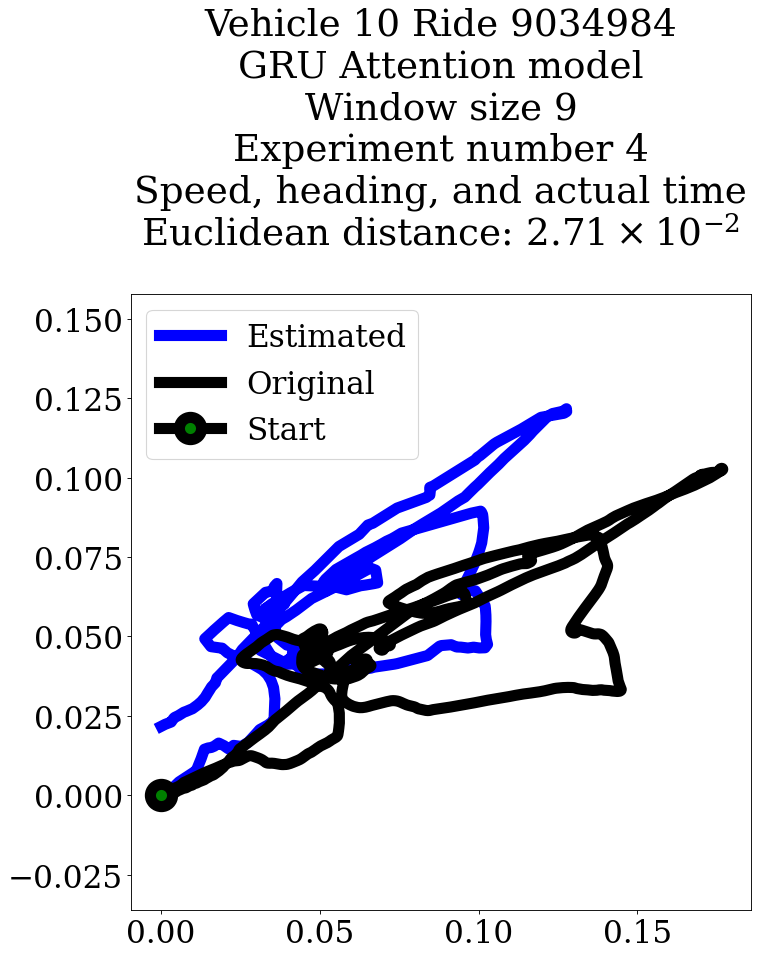 Vehicle 10 Ride 9034984
GRU Attention model
Window size 9
Experiment number 4
Speed, heading, and actual time
Euclidean distance: 2.71 × 10⁻²
0.150
0.125
0.100
0.075
0.050
0.025
0.000
−0.025
Estimated
Original
Start
0.00 0.05 0.10 0.15